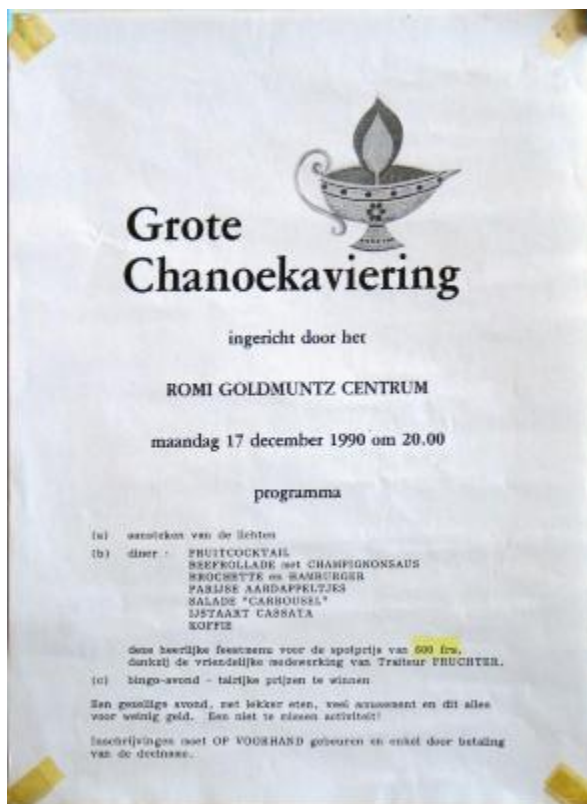 Grote
Chanoekaviering
ingericht door het
ROMI GOLDMUNTZ CENTRUM
maandag 17 december 1990 om 20.00
programma
(a) aansteken van de lichten
(b) diner : FRUITCOCKTAIL
BEEFROLLADE met CHAMPIGNONSAUS
BROCHETTE en HAMBURGER
PARIJSE AARDAPPELTJES
SALADE "CARROUSEL"
IJSTAART CASSATA
KOFFIE
deze heerlijke feestmenu voor de spotprijs van 600 frs,
dankzij de vriendelijke medewerking van Traiteur FRUCHTER.
(c) bingo-avond - talrijke prijzen te winnen
Een gezellige avond, met lekker eten, veel amusement en dit alles
voor weinig geld. Een niet te missen activiteit!
Inschrijvingen moet OP VOORHAND gebeuren en enkel door betaling
van de deelname.